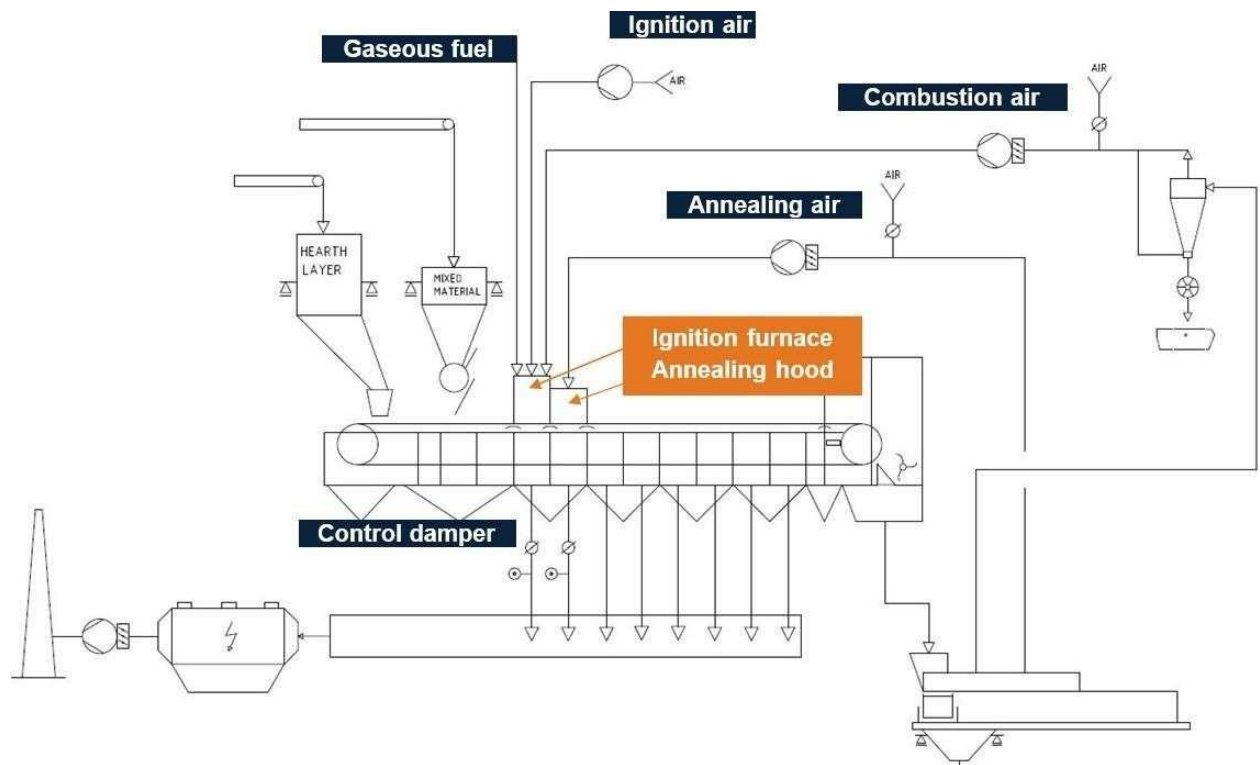 Ignition air
Gaseous fuel
AIR
AIR
Combustion air
AIR
Annealing air
HEARTH
LAYER
MIXED
MATERIAL
Ignition furnace
Annealing hood
Control damper